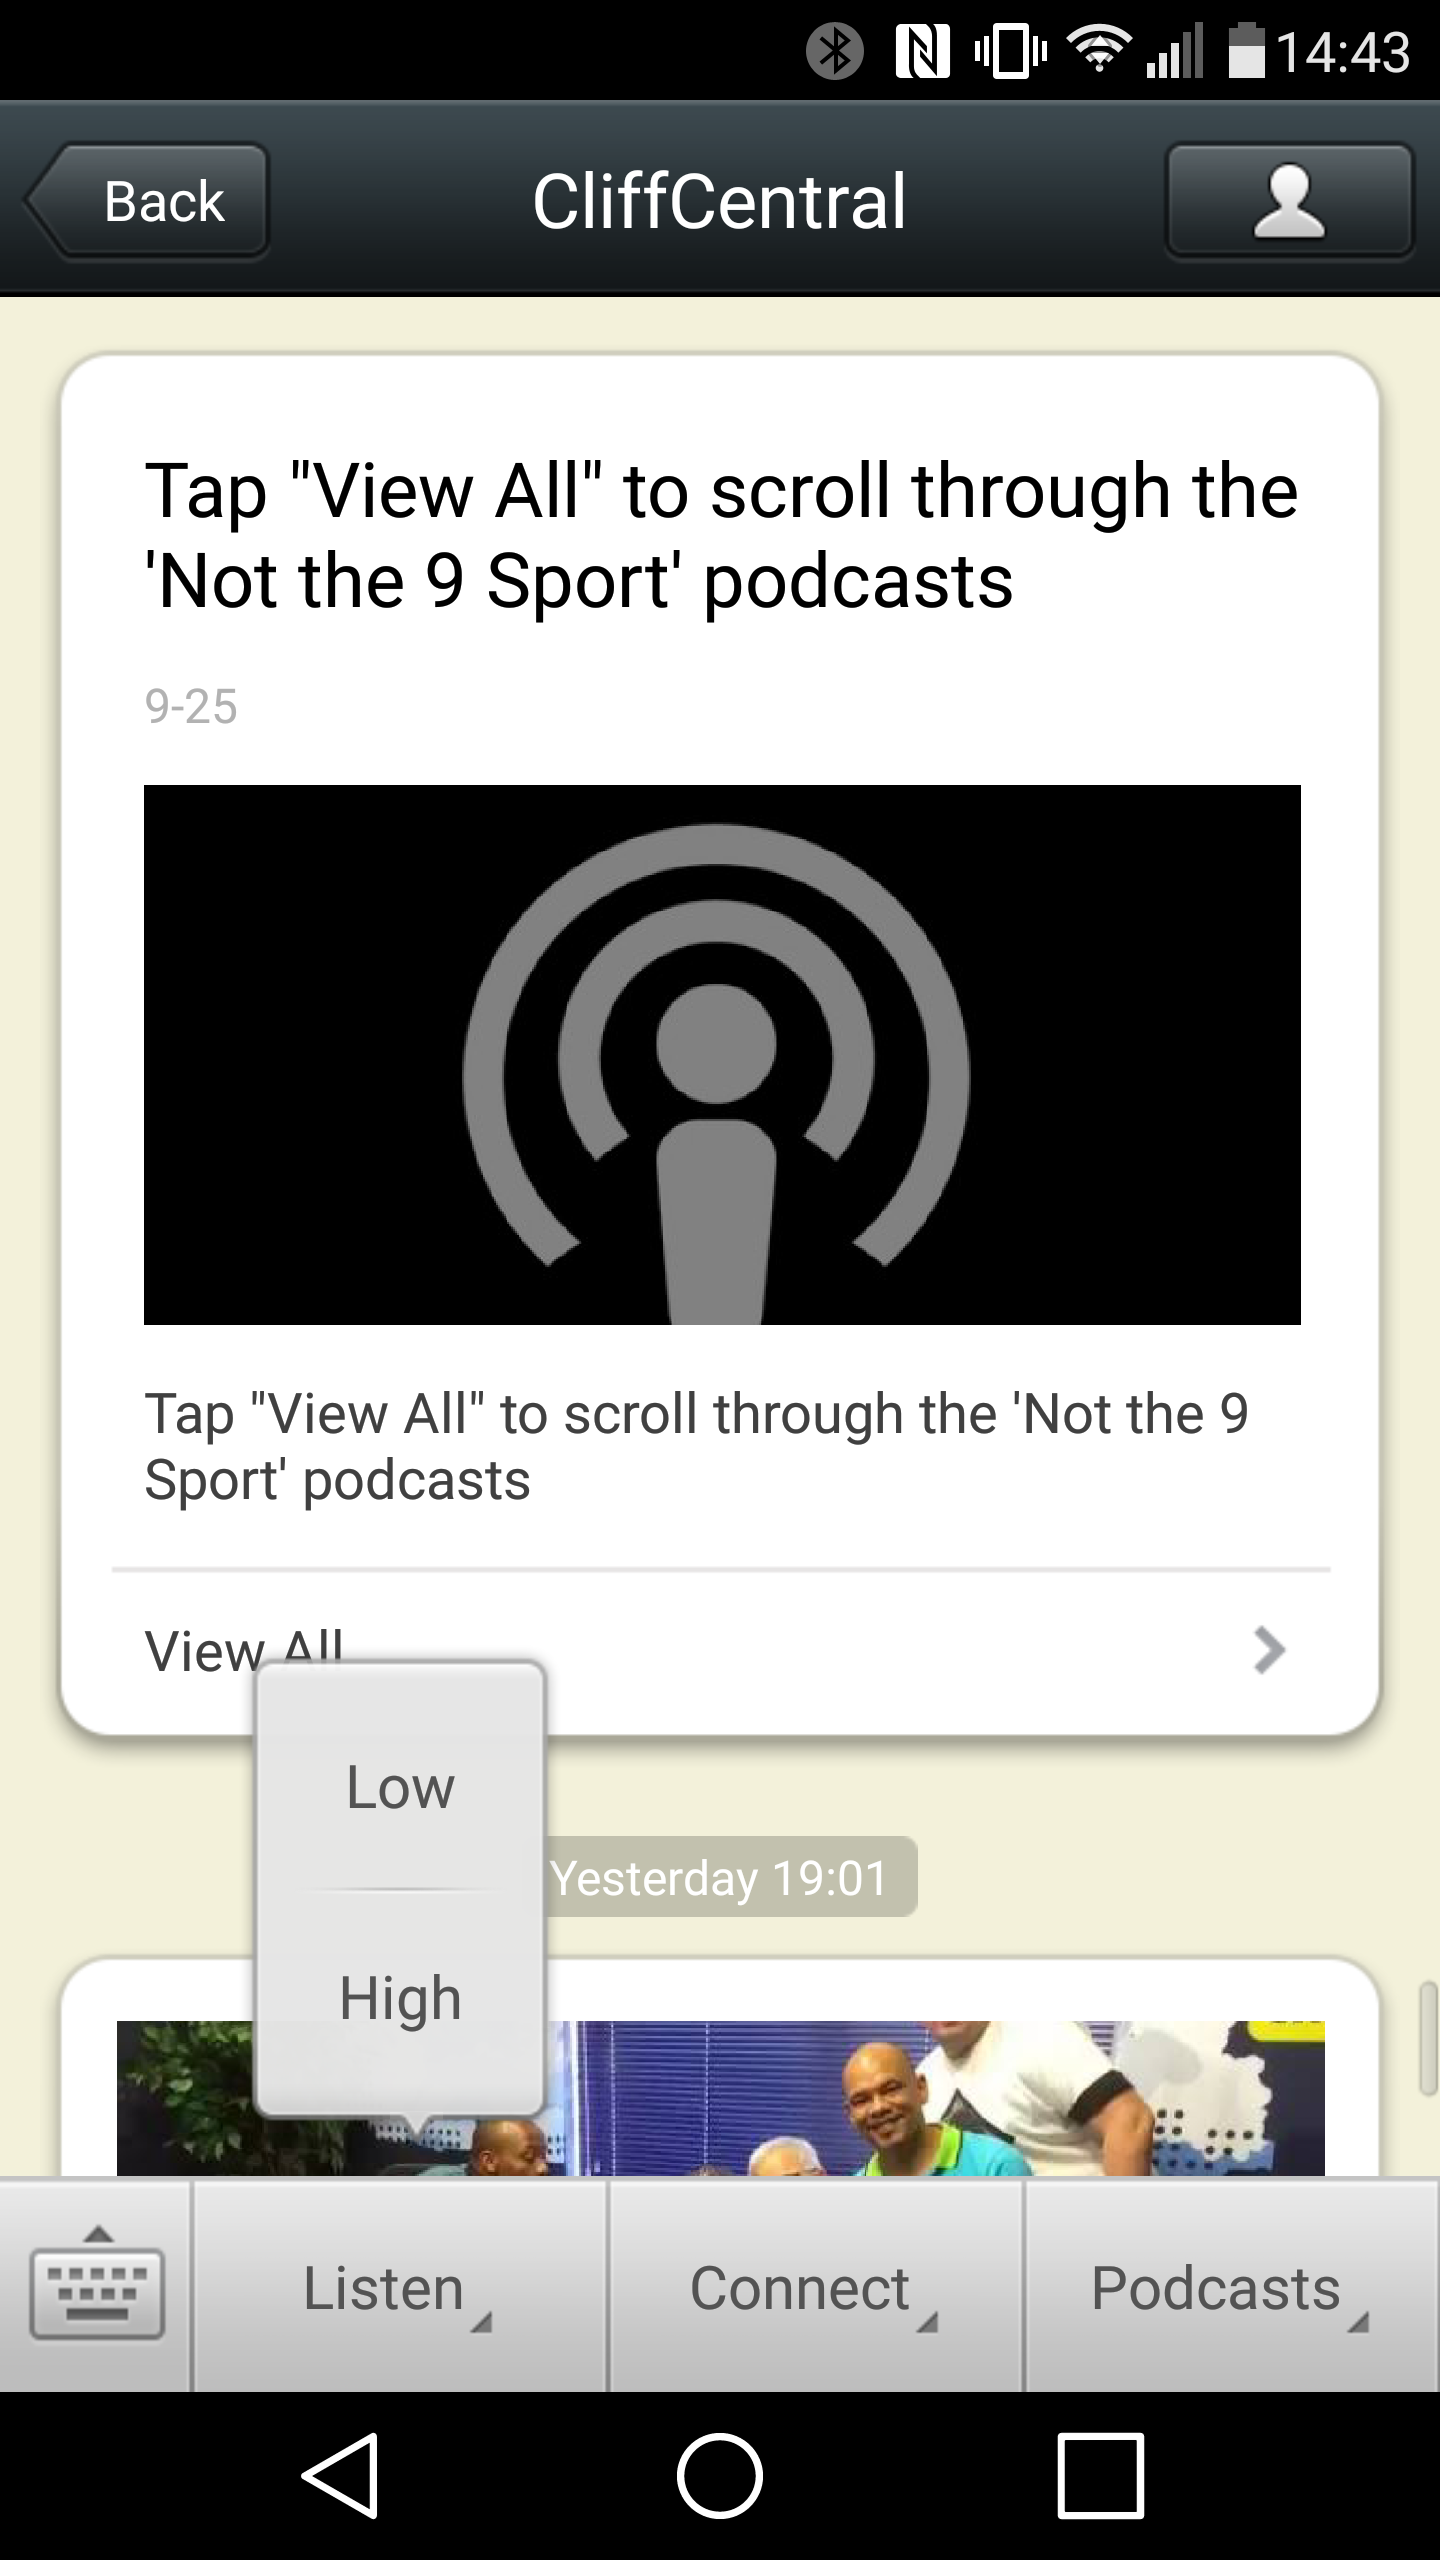 14:43
Back
CliffCentral
Tap "View All" to scroll through the
'Not the 9 Sport' podcasts
9-25
Tap "View All" to scroll through the 'Not the 9
Sport' podcasts
View All
Low
Yesterday 19:01
High
Listen
Connect
Podcasts